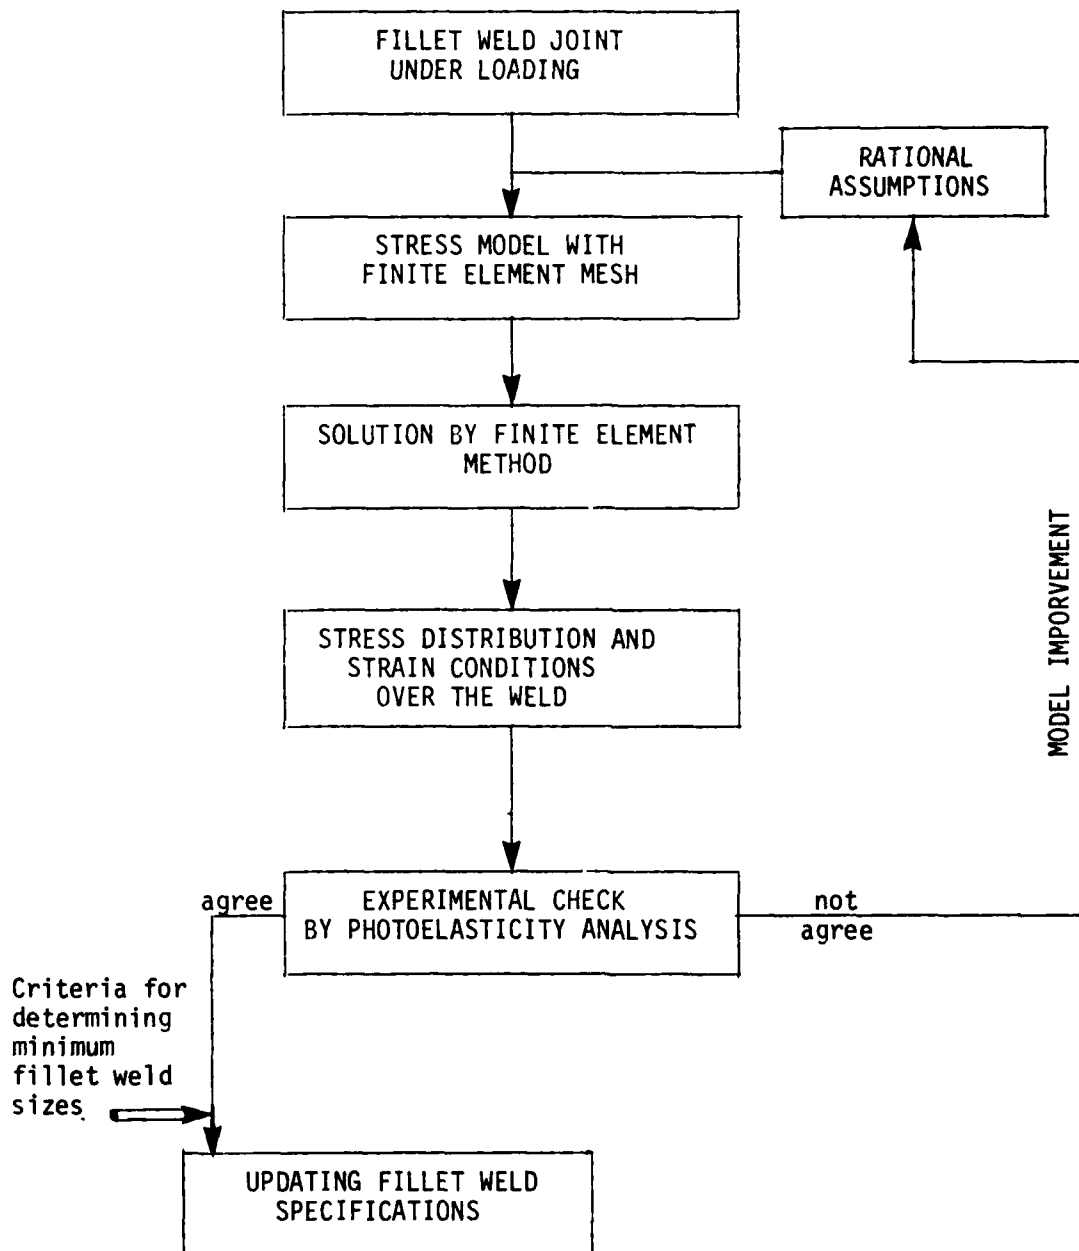 FILLET WELD JOINT
UNDER LOADING
RATIONAL
ASSUMPTIONS
STRESS MODEL WITH
FINITE ELEMENT MESH
SOLUTION BY FINITE ELEMENT
METHOD
MODEL IMPORVEMENT
STRESS DISTRIBUTION AND
STRAIN CONDITIONS
OVER THE WELD
agree
EXPERIMENTAL CHECK
BY PHOTOELASTICITY ANALYSIS
not
agree
Criteria for
determining
minimum
fillet weld
sizes
UPDATING FILLET WELD
SPECIFICATIONS